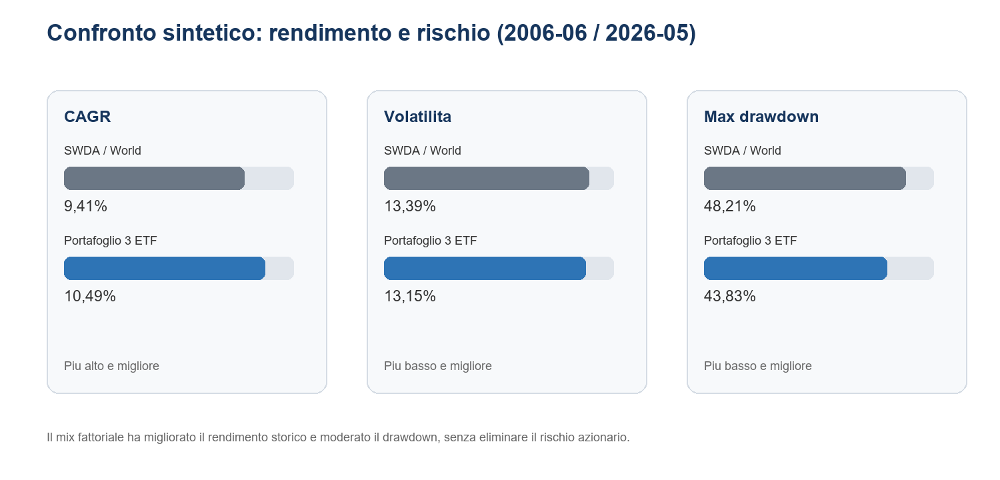 Confronto sintetico: rendimento e rischio (2006-06 / 2026-05)
CAGR
SWDA / World
9,41%
Portafoglio 3 ETF
10,49%
Piu alto e migliore
Volatilita
SWDA / World
13,39%
Portafoglio 3 ETF
13,15%
Piu basso e migliore
Max drawdown
SWDA / World
48,21%
Portafoglio 3 ETF
43,83%
Piu basso e migliore
Il mix fattoriale ha migliorato il rendimento storico e moderato il drawdown, senza eliminare il rischio azionario.